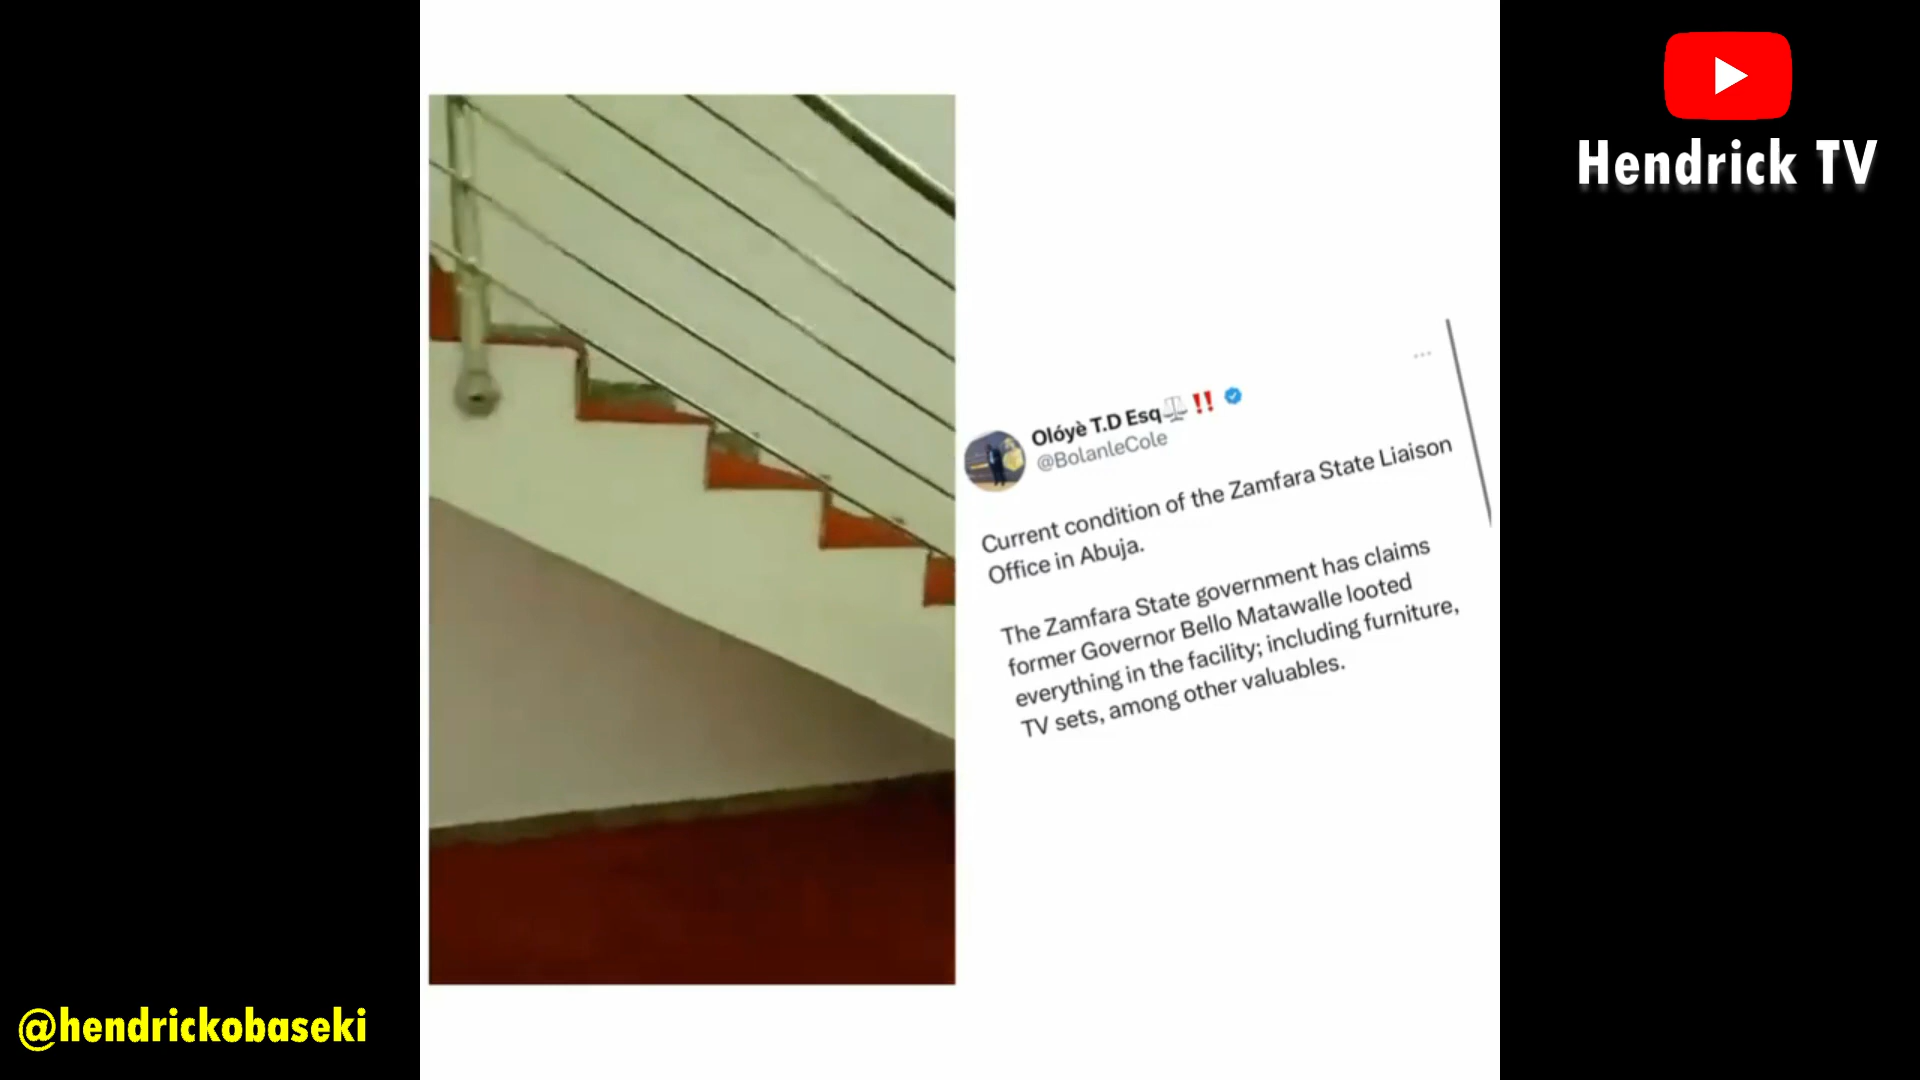 Hendrick TV
Olóyè T.D Esq⚖️‼️
@BolanleCole
Current condition of the Zamfara State Liaison
Office in Abuja.
The Zamfara State government has claims
former Governor Bello Matawalle looted
everything in the facility; including furniture,
TV sets, among other valuables.
@hendrickobaseki